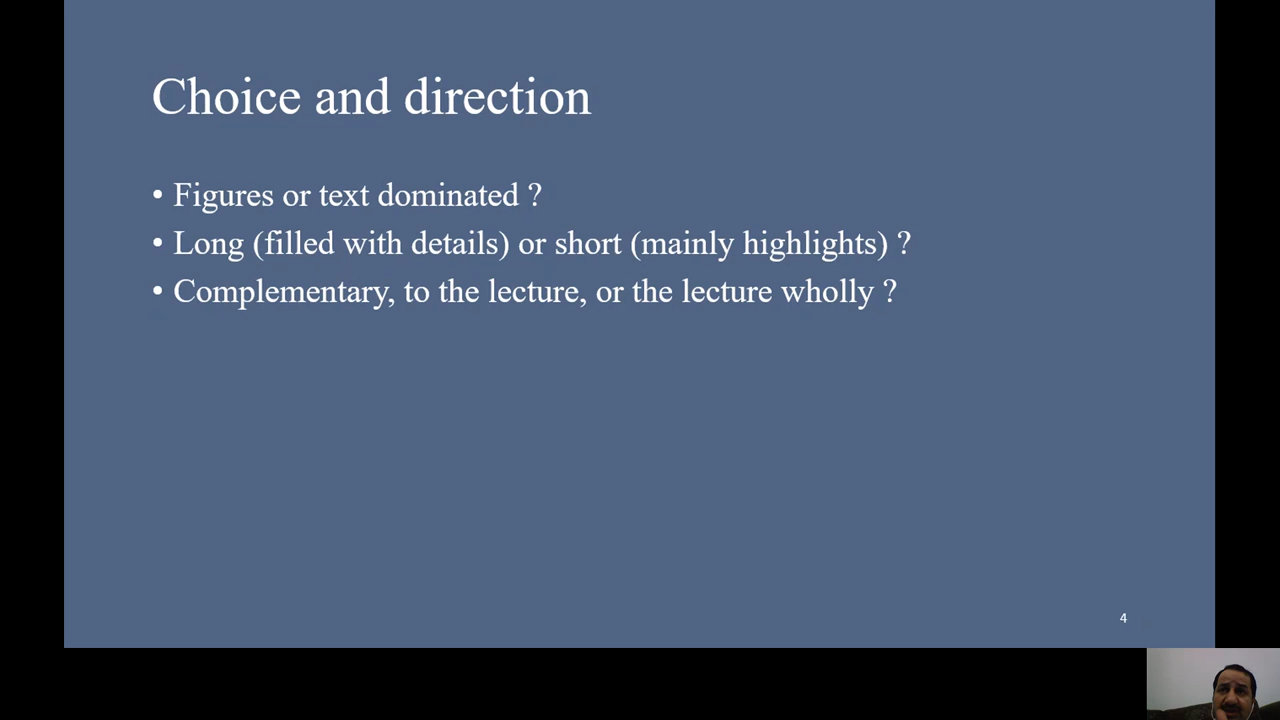 Choice and direction
• Figures or text dominated ?
• Long (filled with details) or short (mainly highlights) ?
• Complementary, to the lecture, or the lecture wholly ?
4